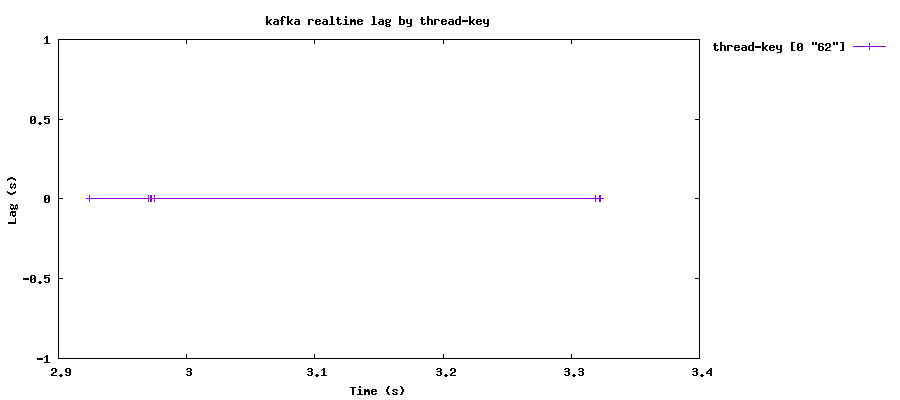 kafka realtime lag by thread-key
thread-key [0 "62"]
1
0.5
0
-0.5
-1
Lag (s)
2.9 3 3.1 3.2 3.3 3.4
Time (s)